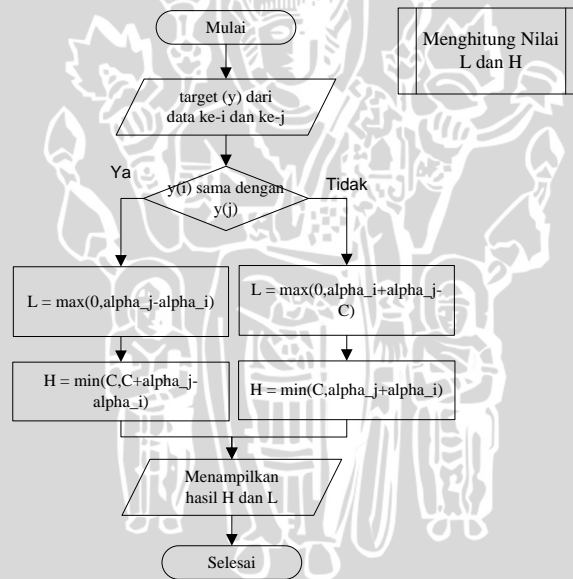 Mulai
Menghitung Nilai
L dan H
target (y) dari
data ke-i dan ke-j
Ya
y(i) sama dengan
y(j)
Tidak
L = max(0,alpha_j-alpha_i)
L = max(0,alpha_i+alpha_j-
C)
H = min(C,C+alpha_j-
alpha_i)
H = min(C,alpha_j+alpha_i)
Menampilkan
hasil H dan L
Selesai